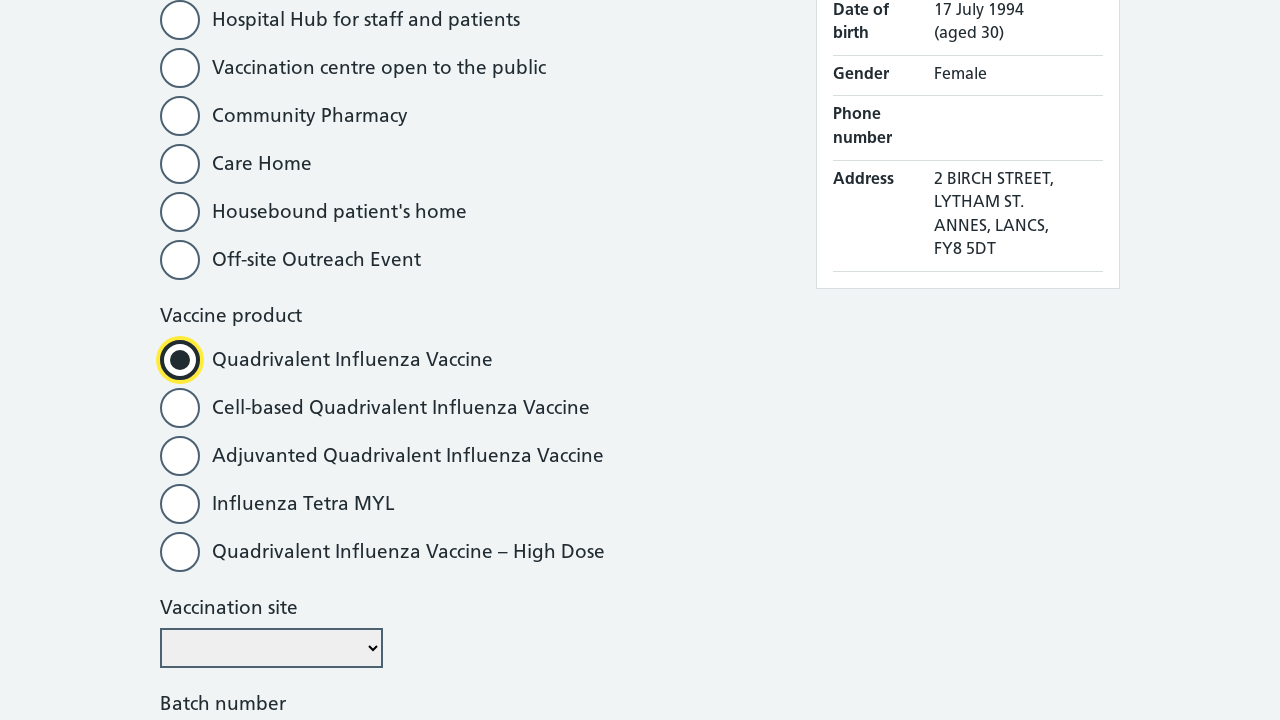 Hospital Hub for staff and patients
Vaccination centre open to the public
Community Pharmacy
Care Home
Housebound patient's home
Off-site Outreach Event
Vaccine product
Quadrivalent Influenza Vaccine
Cell-based Quadrivalent Influenza Vaccine
Adjuvanted Quadrivalent Influenza Vaccine
Influenza Tetra MYL
Quadrivalent Influenza Vaccine – High Dose
Vaccination site
Batch number
Date of birth
17 July 1994
(aged 30)
Gender
Female
Phone number
Address
2 BIRCH STREET,
LYTHAM ST.
ANNES, LANCS,
FY8 5DT